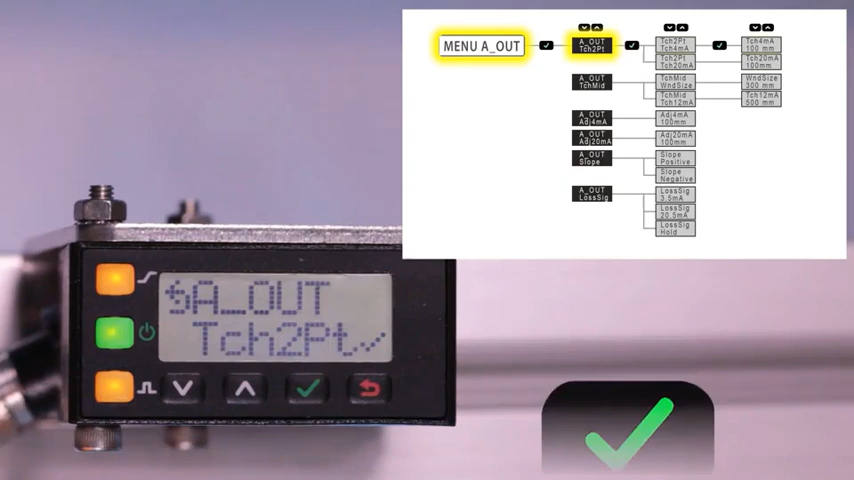 MENU A_OUT
A_OUT
Tch2Pt
Tch2Pt
Tch4mA
Tch4mA
100 mm
Tch2Pt
Tch20mA
Tch20mA
100mm
A_OUT
TchMid
TchMid
WndSize
WndSize
300 mm
TchMid
Tch12mA
Tch12mA
500 mm
A_OUT
Adj4mA
Adj4mA
100mm
A_OUT
Adj20mA
Adj20mA
100mm
A_OUT
Slope
Slope
Positive
Slope
Negative
A_OUT
LossSig
LossSig
3.5mA
LossSig
20.5mA
LossSig
Hold
A_OUT
Tch2Pt